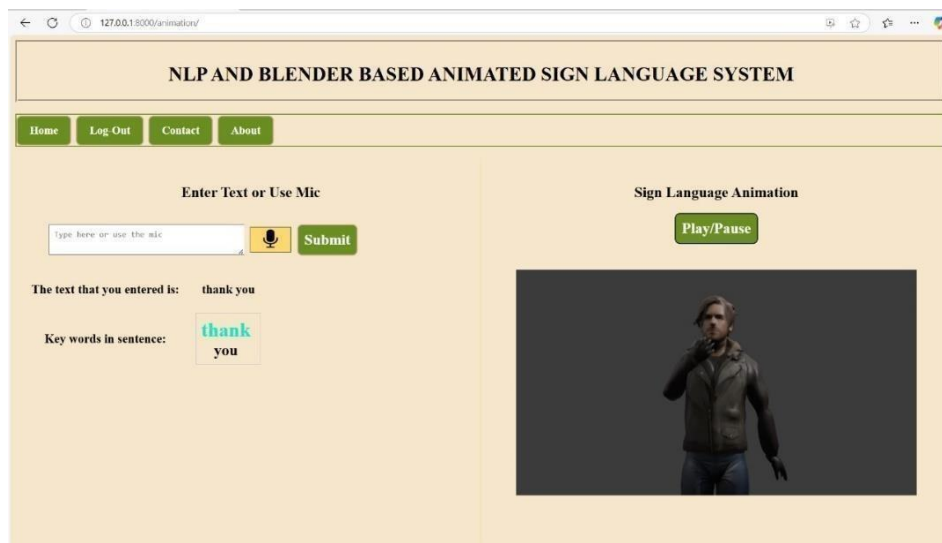 127.0.0.1:8000/animation/
NLP AND BLENDER BASED ANIMATED SIGN LANGUAGE SYSTEM
Home Log-Out Contact About
Enter Text or Use Mic
Type here or use the mic
Submit
The text that you entered is: thank you
Key words in sentence:
thank
you
Sign Language Animation
Play/Pause